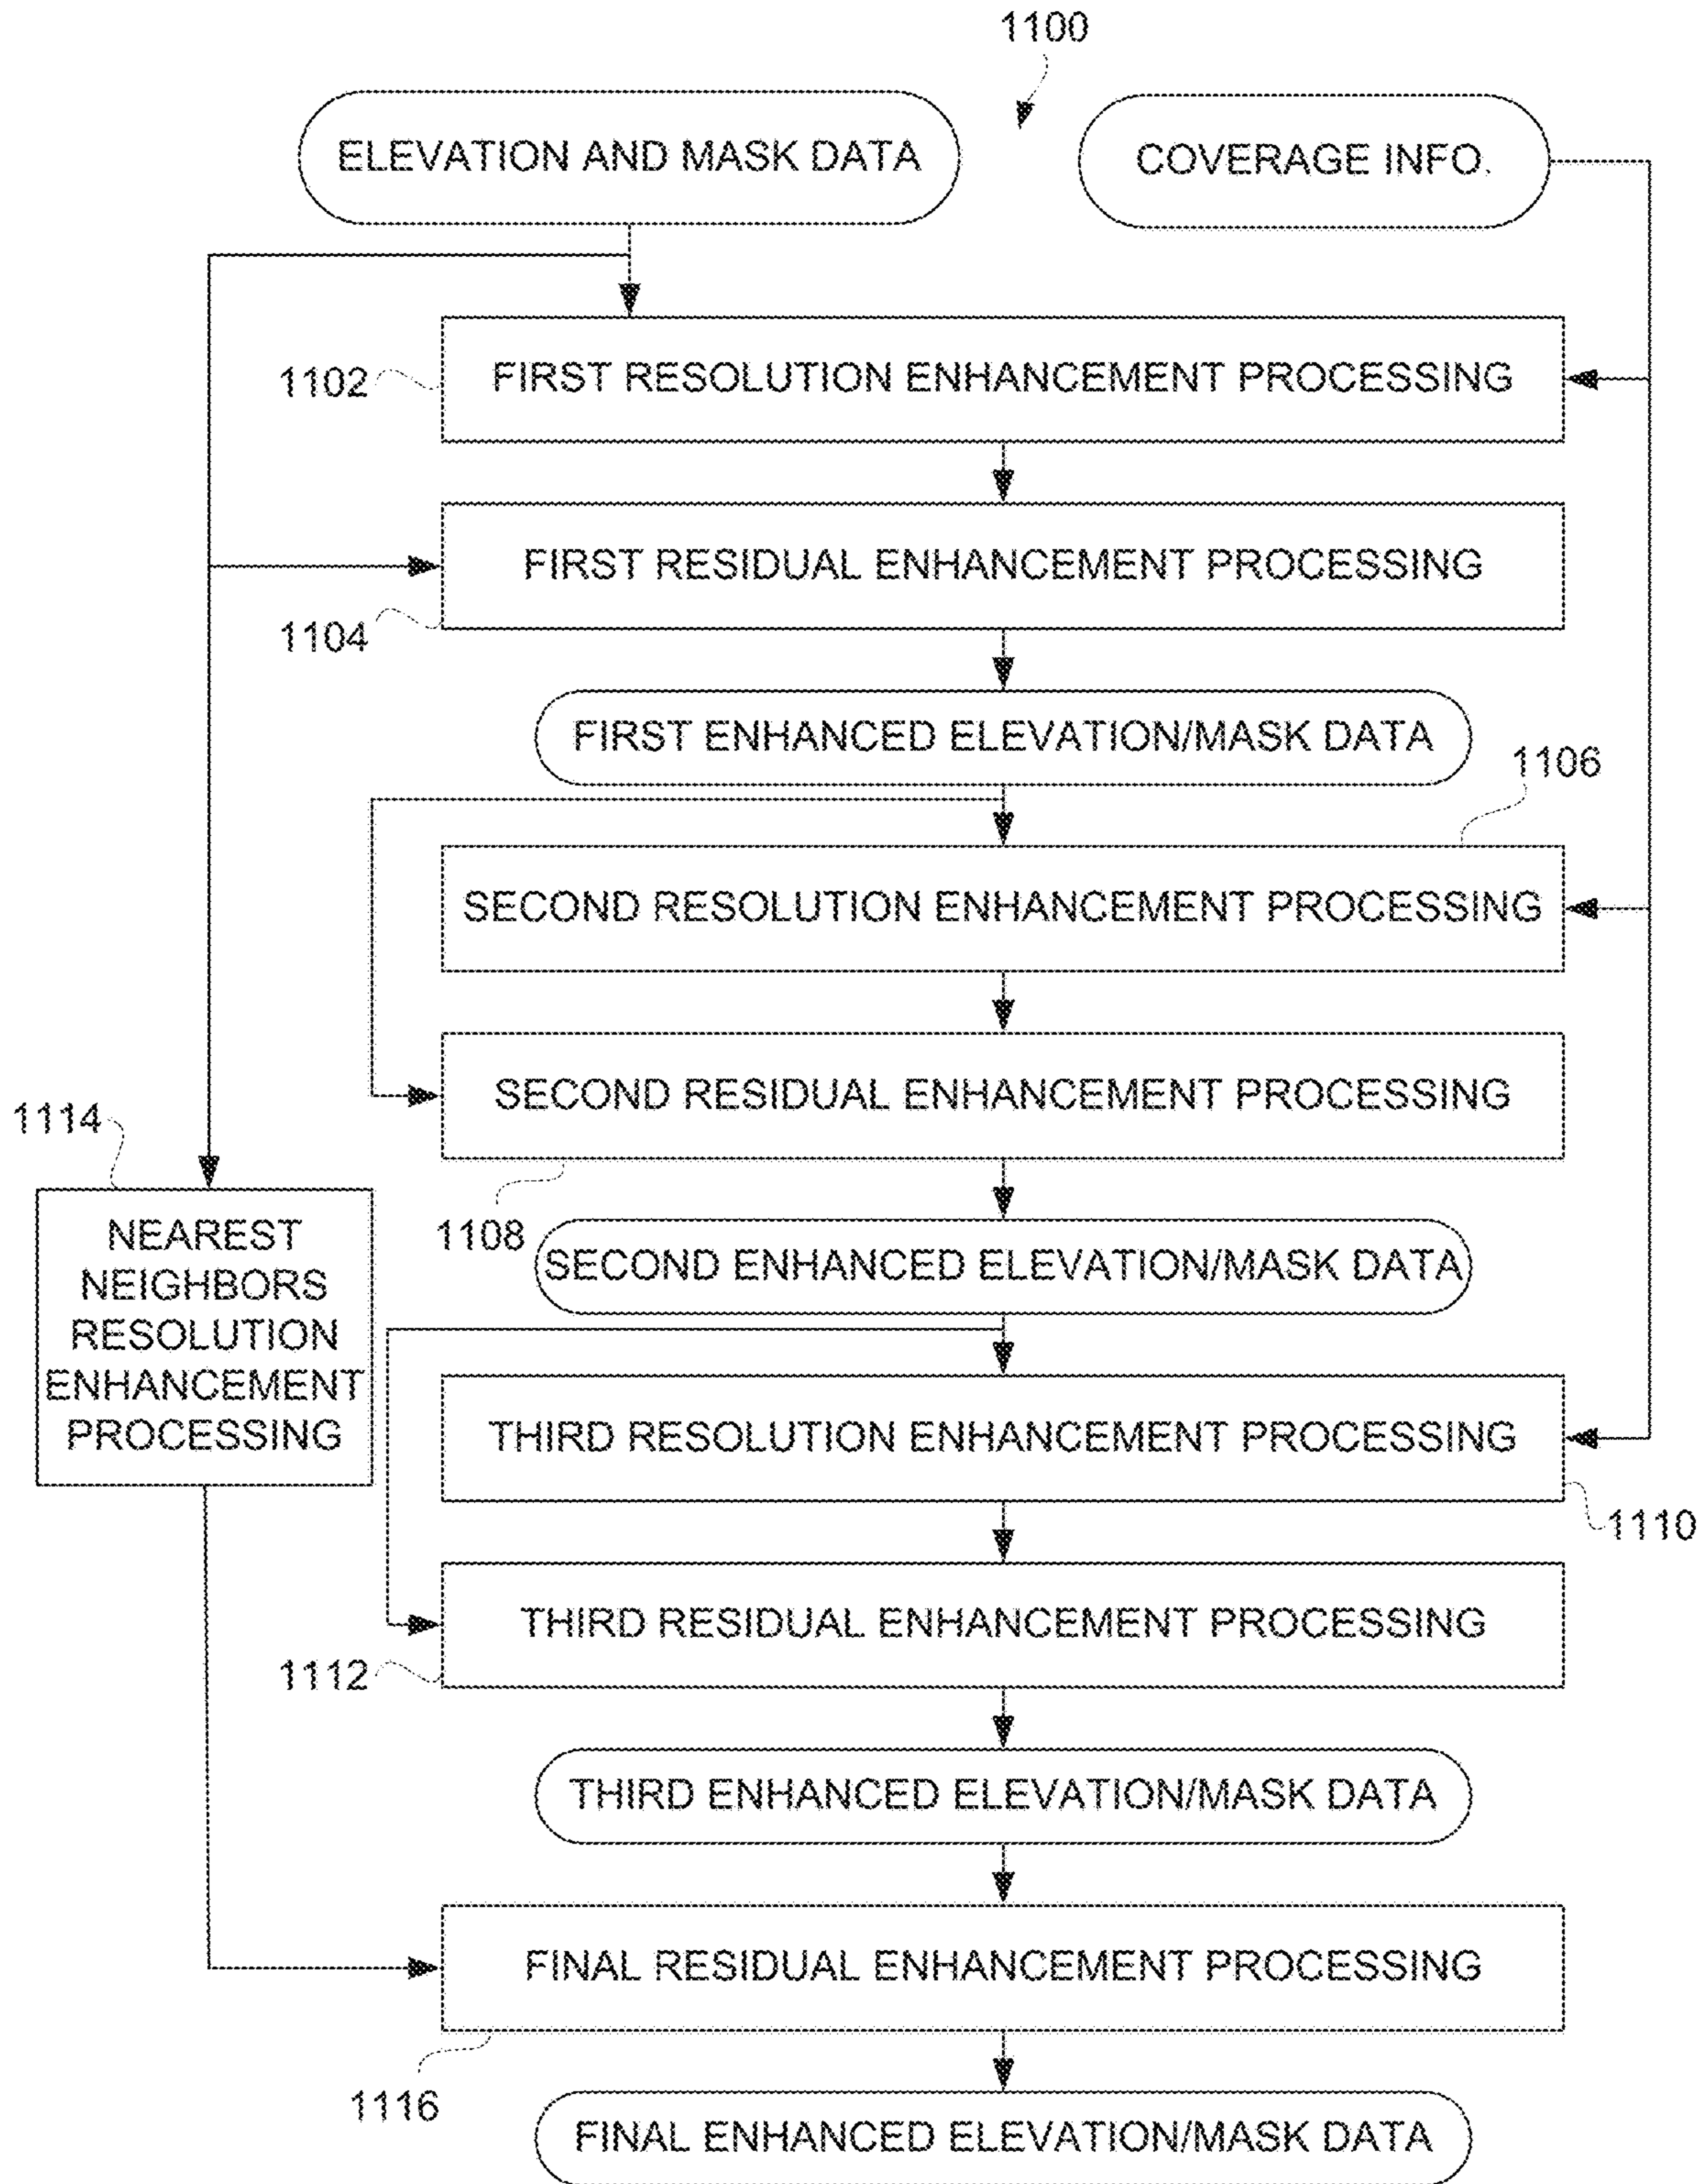 1100
ELEVATION AND MASK DATA
COVERAGE INFO.
1102
FIRST RESOLUTION ENHANCEMENT PROCESSING
FIRST RESIDUAL ENHANCEMENT PROCESSING
1104
FIRST ENHANCED ELEVATION/MASK DATA
1106
SECOND RESOLUTION ENHANCEMENT PROCESSING
SECOND RESIDUAL ENHANCEMENT PROCESSING
1114
1108
NEAREST
NEIGHBORS
RESOLUTION
ENHANCEMENT
PROCESSING
SECOND ENHANCED ELEVATION/MASK DATA
THIRD RESOLUTION ENHANCEMENT PROCESSING
1110
THIRD RESIDUAL ENHANCEMENT PROCESSING
1112
THIRD ENHANCED ELEVATION/MASK DATA
FINAL RESIDUAL ENHANCEMENT PROCESSING
1116
FINAL ENHANCED ELEVATION/MASK DATA